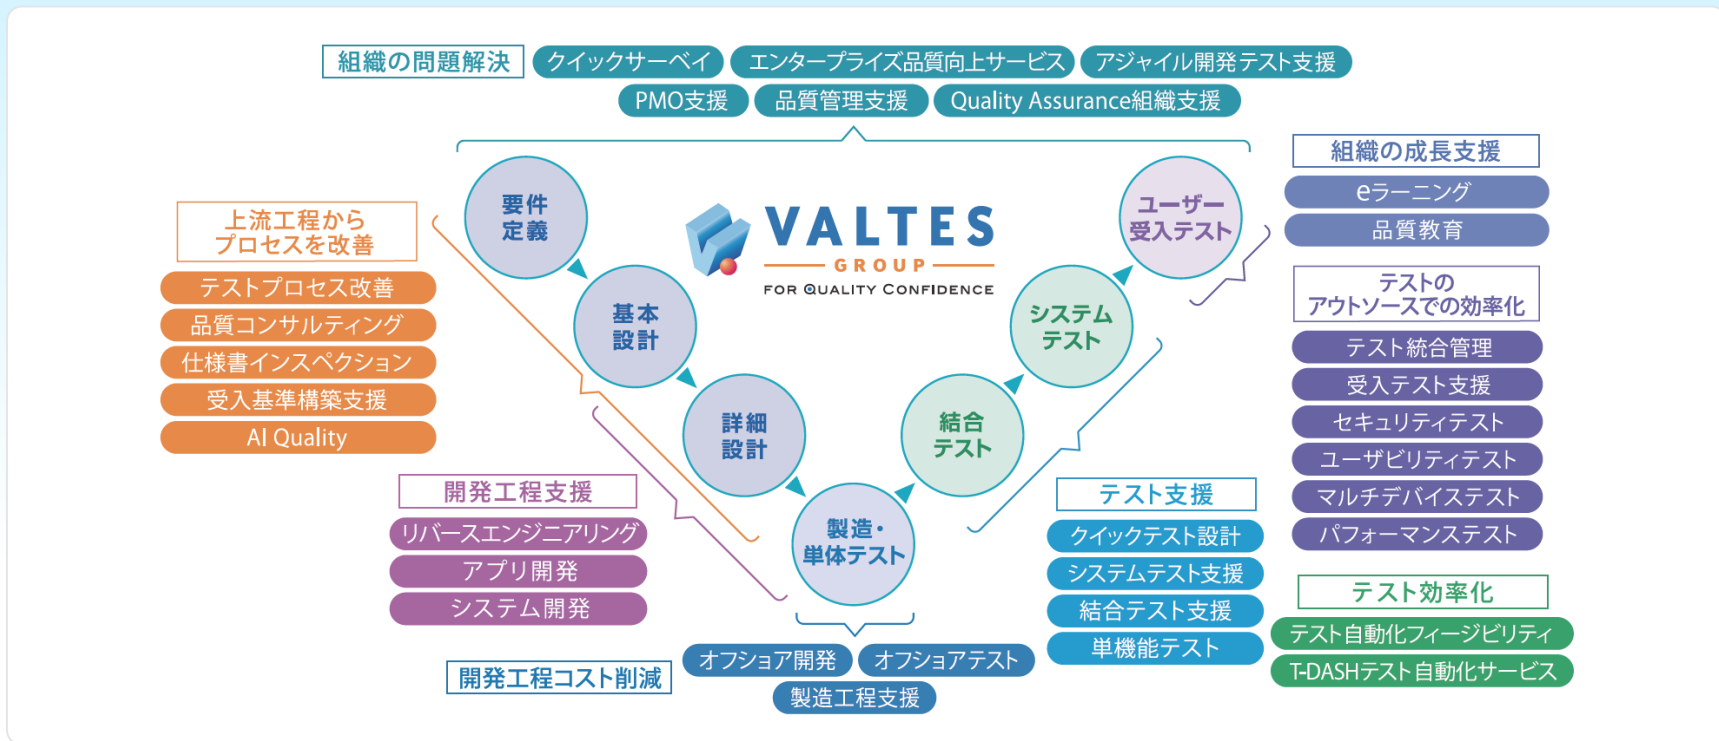 組織の問題解決
クイックサーベイ
エンタープライズ品質向上サービス
アジャイル開発テスト支援
PMO支援
品質管理支援
Quality Assurance組織支援
上流工程から
プロセスを改善
テストプロセス改善
品質コンサルティング
仕様書インスペクション
受入基準構築支援
AI Quality
要件
定義
基本
設計
詳細
設計
製造・
単体テスト
結合
テスト
システム
テスト
ユーザー
受入テスト
VALTES
GROUP
FOR QUALITY CONFIDENCE
開発工程支援
リバースエンジニアリング
アプリ開発
システム開発
開発工程コスト削減
オフショア開発
オフショアテスト
製造工程支援
テスト支援
クイックテスト設計
システムテスト支援
結合テスト支援
単機能テスト
組織の成長支援
eラーニング
品質教育
テストの
アウトソースでの効率化
テスト統合管理
受入テスト支援
セキュリティテスト
ユーザビリティテスト
マルチデバイステスト
パフォーマンステスト
テスト効率化
テスト自動化フィージビリティ
T-DASHテスト自動化サービス